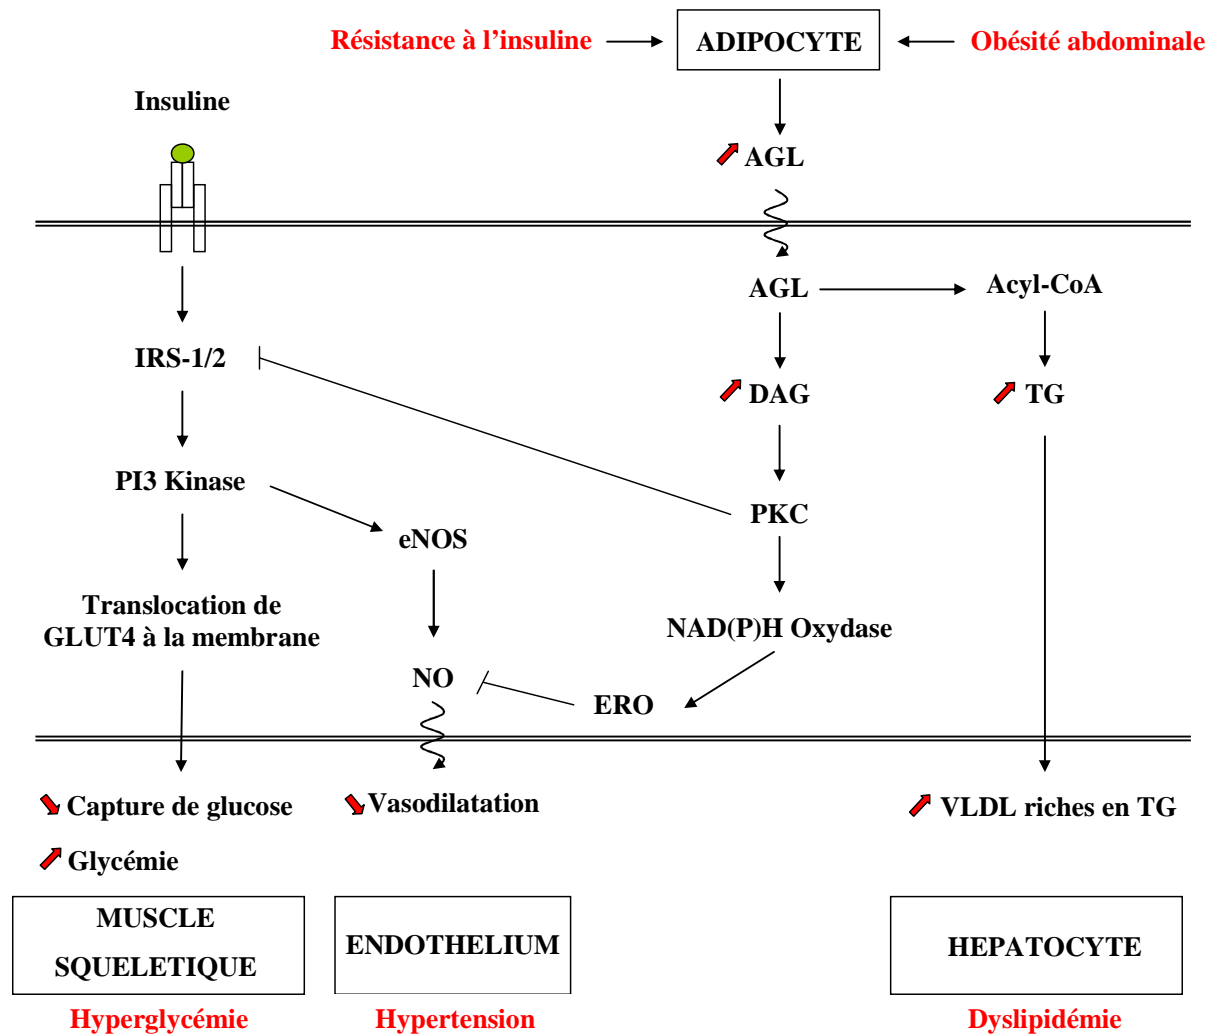 Résistance à l'insuline
ADIPOCYTE
Obésité abdominale
Insuline
AGL
AGL
Acyl-CoA
IRS-1/2
DAG
TG
PI3 Kinase
PKC
eNOS
Translocation de
GLUT4 à la membrane
NAD(P)H Oxydase
NO
ERO
Capture de glucose
Vasodilatation
VLDL riches en TG
Glycémie
MUSCLE
SQUELETIQUE
ENDOTHELIUM
HEPATOCYTE
Hyperglycémie
Hypertension
Dyslipidémie